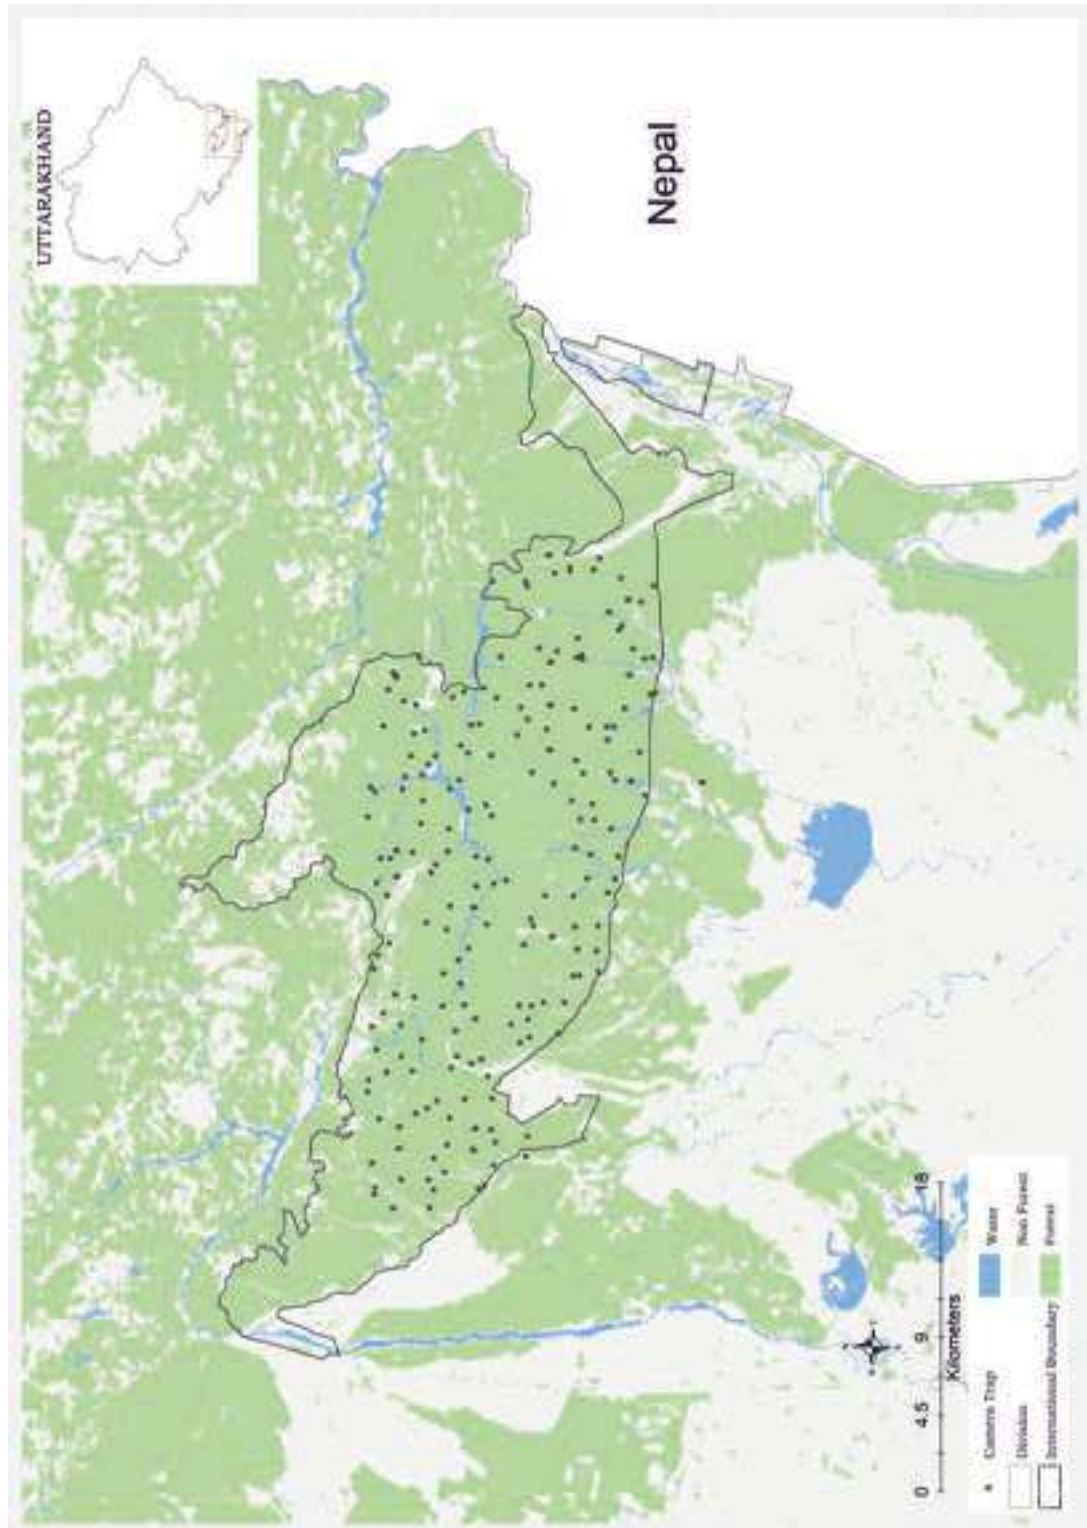 UTTARAKHAND
Nepal
0 4.5 9 18
Kilometers
Camera Trap
Division
International Boundary
Water
Non Forest
Forest